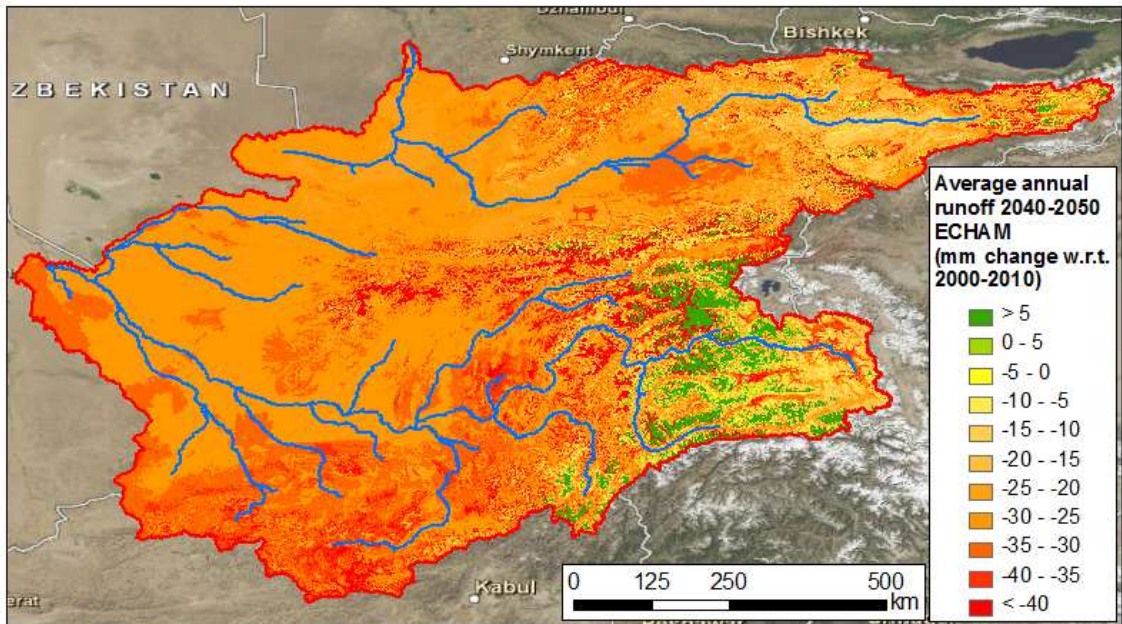 Dzhambul
Bishkek
Shymkent
ZBEKISTAN
Average annual
runoff 2040-2050
ECHAM
(mm change w.r.t.
2000-2010)
> 5
0 - 5
-5 - 0
-10 - -5
-15 - -10
-20 - -15
-25 - -20
-30 - -25
-35 - -30
-40 - -35
< -40
Kabul
erat
0 125 250 500
km